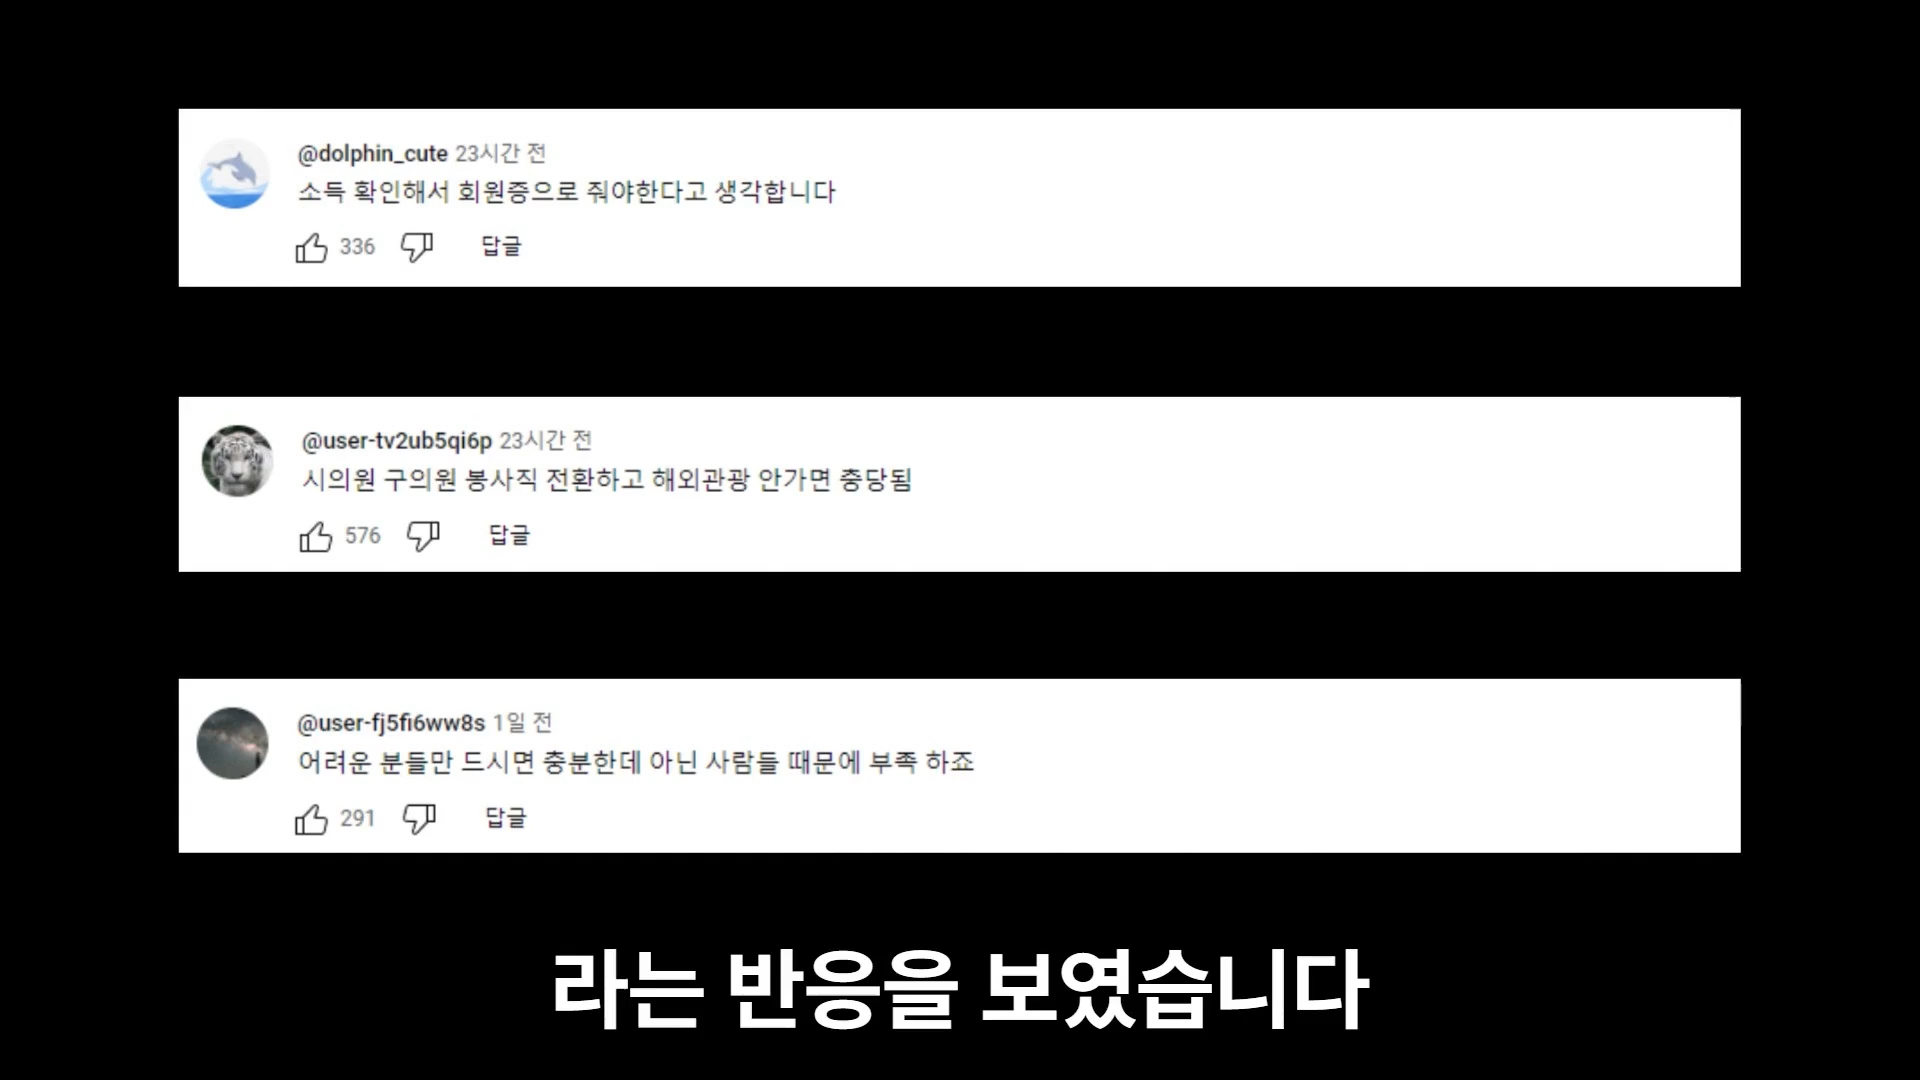 @dolphin_cute 23시간 전
소득 확인해서 회원증으로 줘야한다고 생각합니다
336 답글
@user-tv2ub5qi6p 23시간 전
시의원 구의원 봉사직 전환하고 해외관광 안가면 충당됨
576 답글
@user-fj5fi6ww8s 1일 전
어려운 분들만 드시면 충분한데 아닌 사람들 때문에 부족 하죠
291 답글
라는 반응을 보였습니다